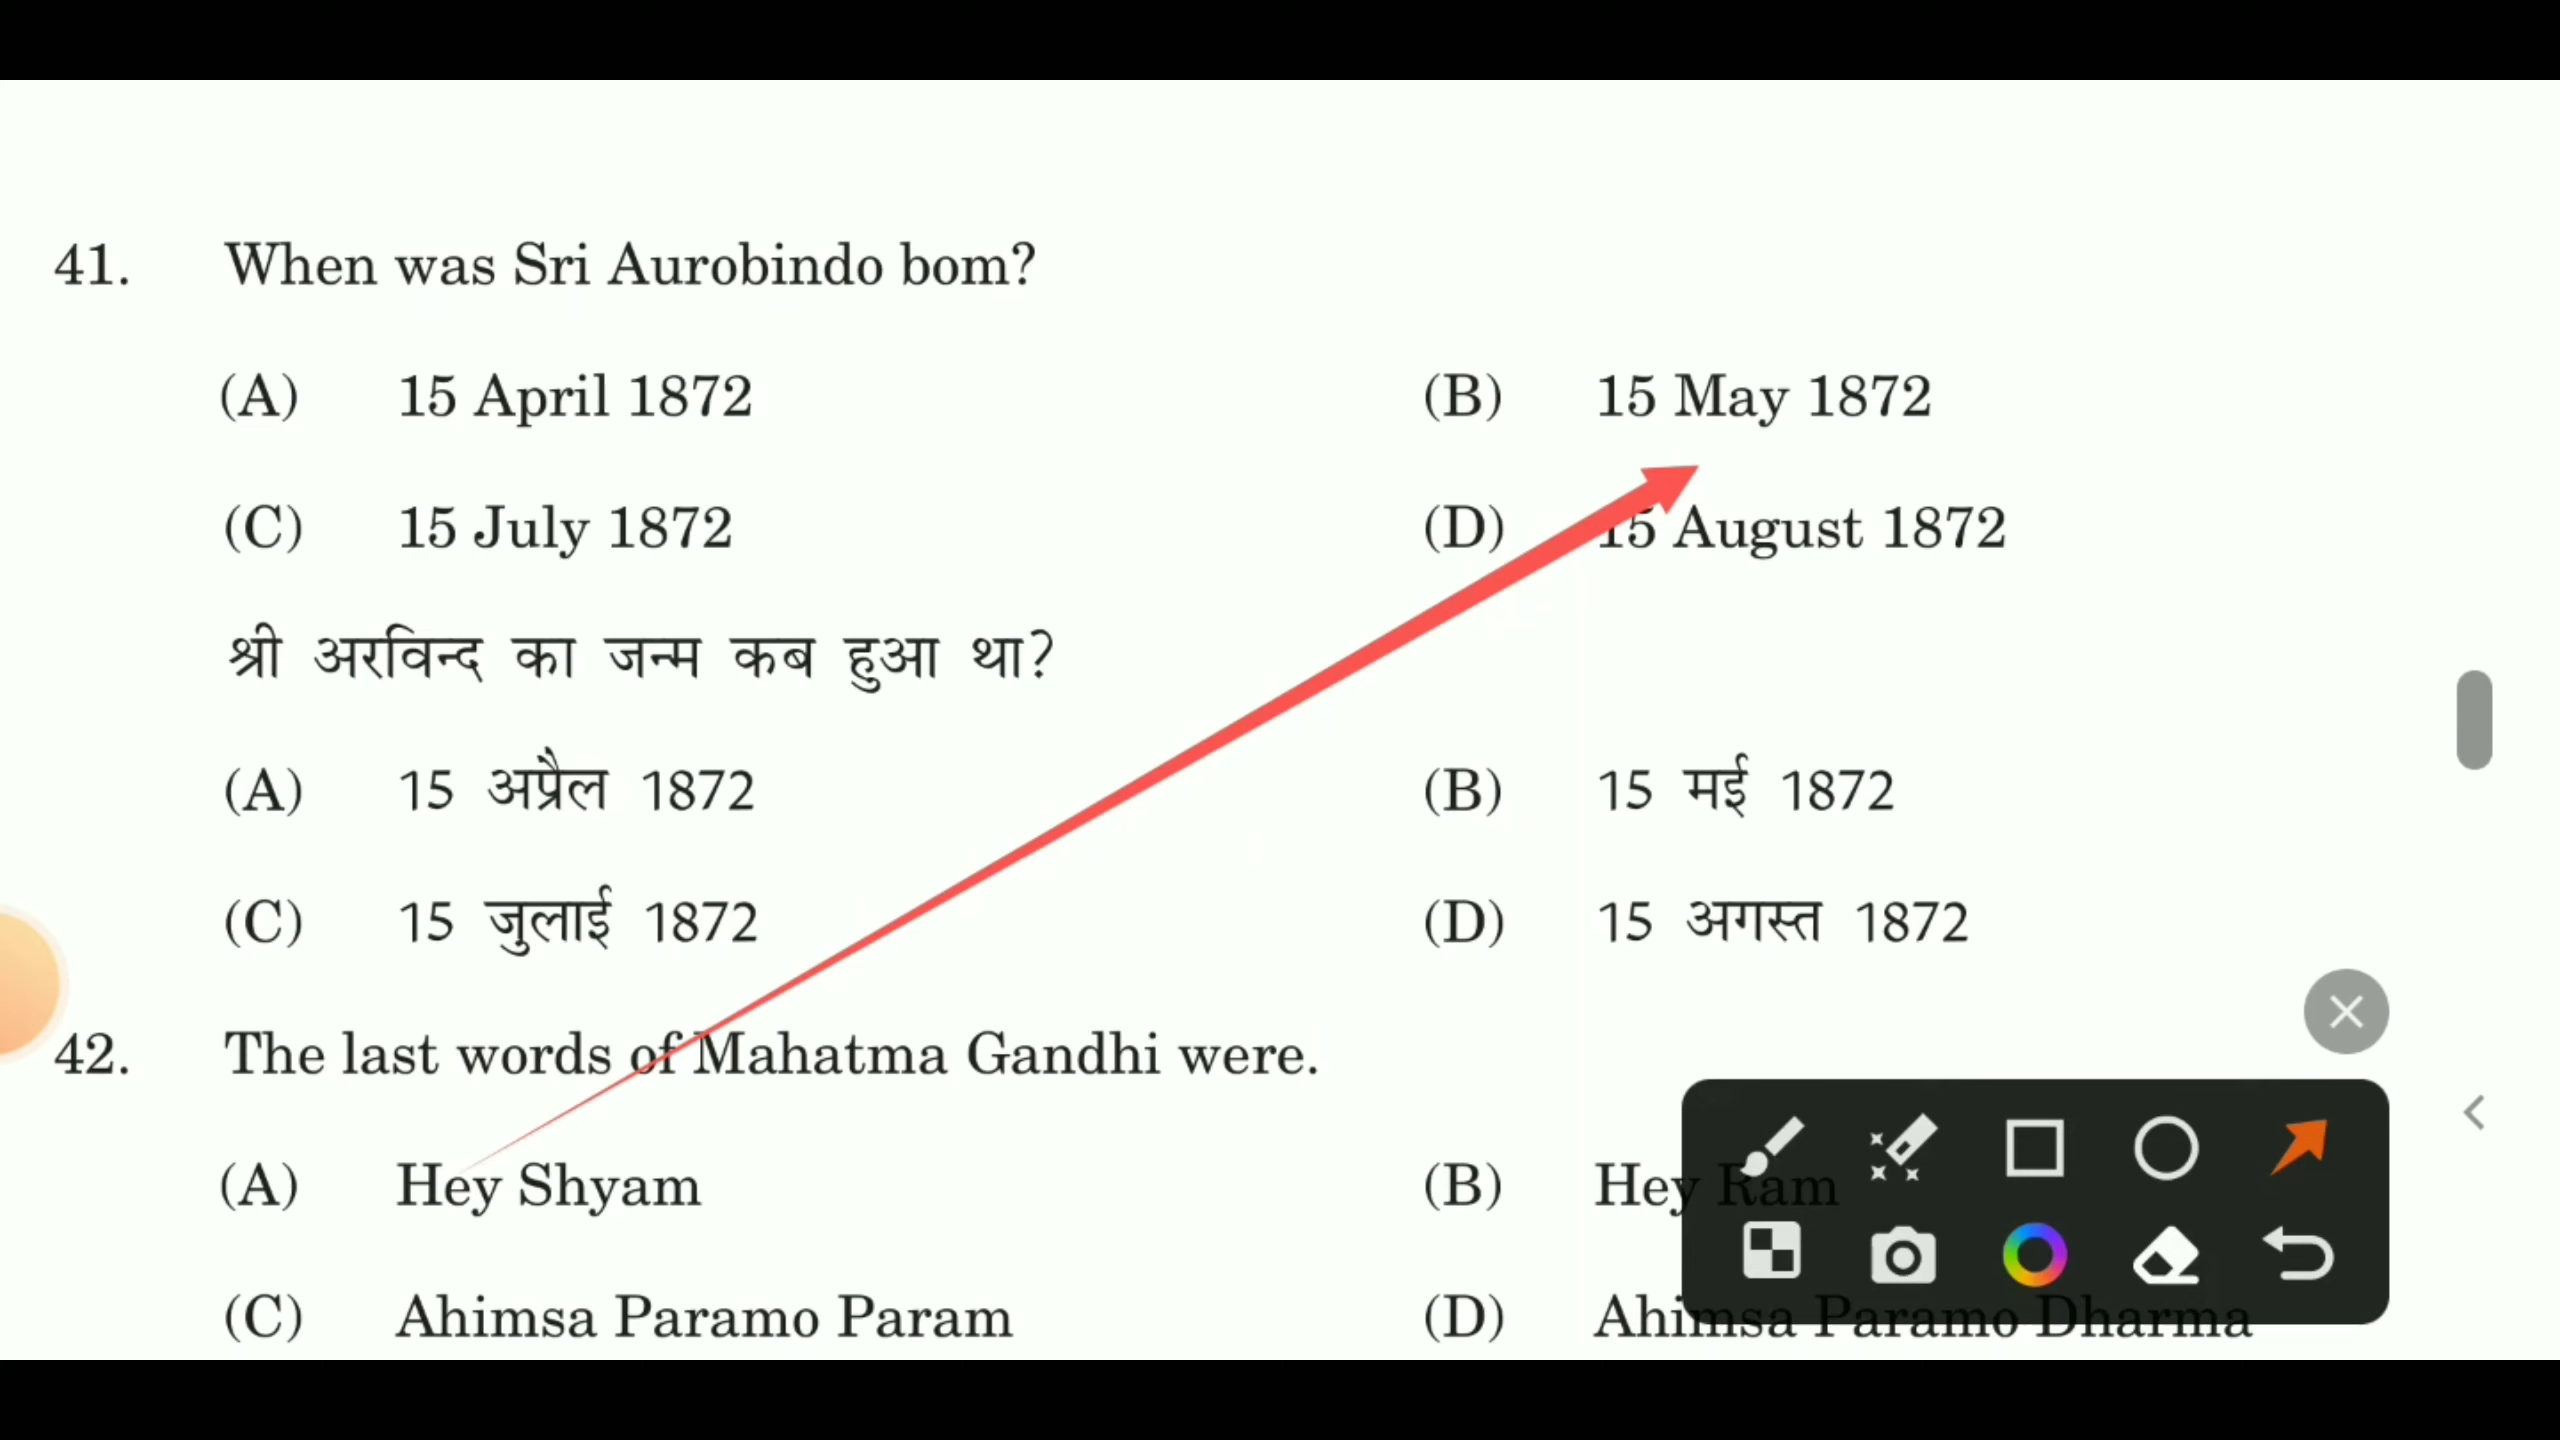 41. When was Sri Aurobindo bom?
(A) 15 April 1872 (B) 15 May 1872
(C) 15 July 1872 (D) 15 August 1872
श्री अरविन्द का जन्म कब हुआ था?
(A) 15 अप्रैल 1872 (B) 15 मई 1872
(C) 15 जुलाई 1872 (D) 15 अगस्त 1872
42. The last words of Mahatma Gandhi were.
(A) Hey Shyam (B) Hey Ram
(C) Ahimsa Paramo Param (D) Ahimsa Paramo Dharma